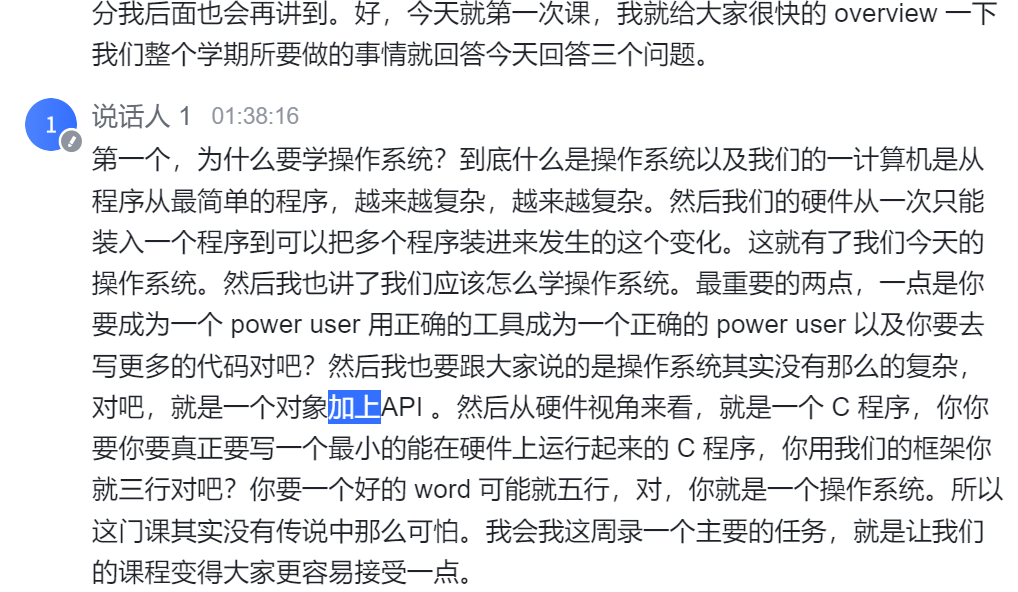 分我后面也会再讲到。好，今天就第一次课，我就给大家很快的 overview 一下
我们整个学期所要做的事情就回答今天回答三个问题。
1
说话人 1 01:38:16
第一个，为什么要学操作系统？到底什么是操作系统以及我们的一计算机是从
程序从最简单的程序，越来越复杂，越来越复杂。然后我们的硬件从一次只能
装入一个程序到可以把多个程序装进来发生的这个变化。这就有了我们今天的
操作系统。然后我也讲了我们应该怎么学操作系统。最重要的两点，一点是你
要成为一个 power user 用正确的工具成为一个正确的 power user 以及你要去
写更多的代码对吧？然后我也要跟大家说的是操作系统其实没有那么的复杂，
对吧，就是一个对象加上API 。然后从硬件视角来看，就是一个 C 程序，你你
要你要真正要写一个最小的能在硬件上运行起来的 C 程序，你用我们的框架你
就三行对吧？你要一个好的 word 可能就五行，对，你就是一个操作系统。所以
这门课其实没有传说中那么可怕。我会我这周录一个主要的任务，就是让我们
的课程变得大家更容易接受一点。